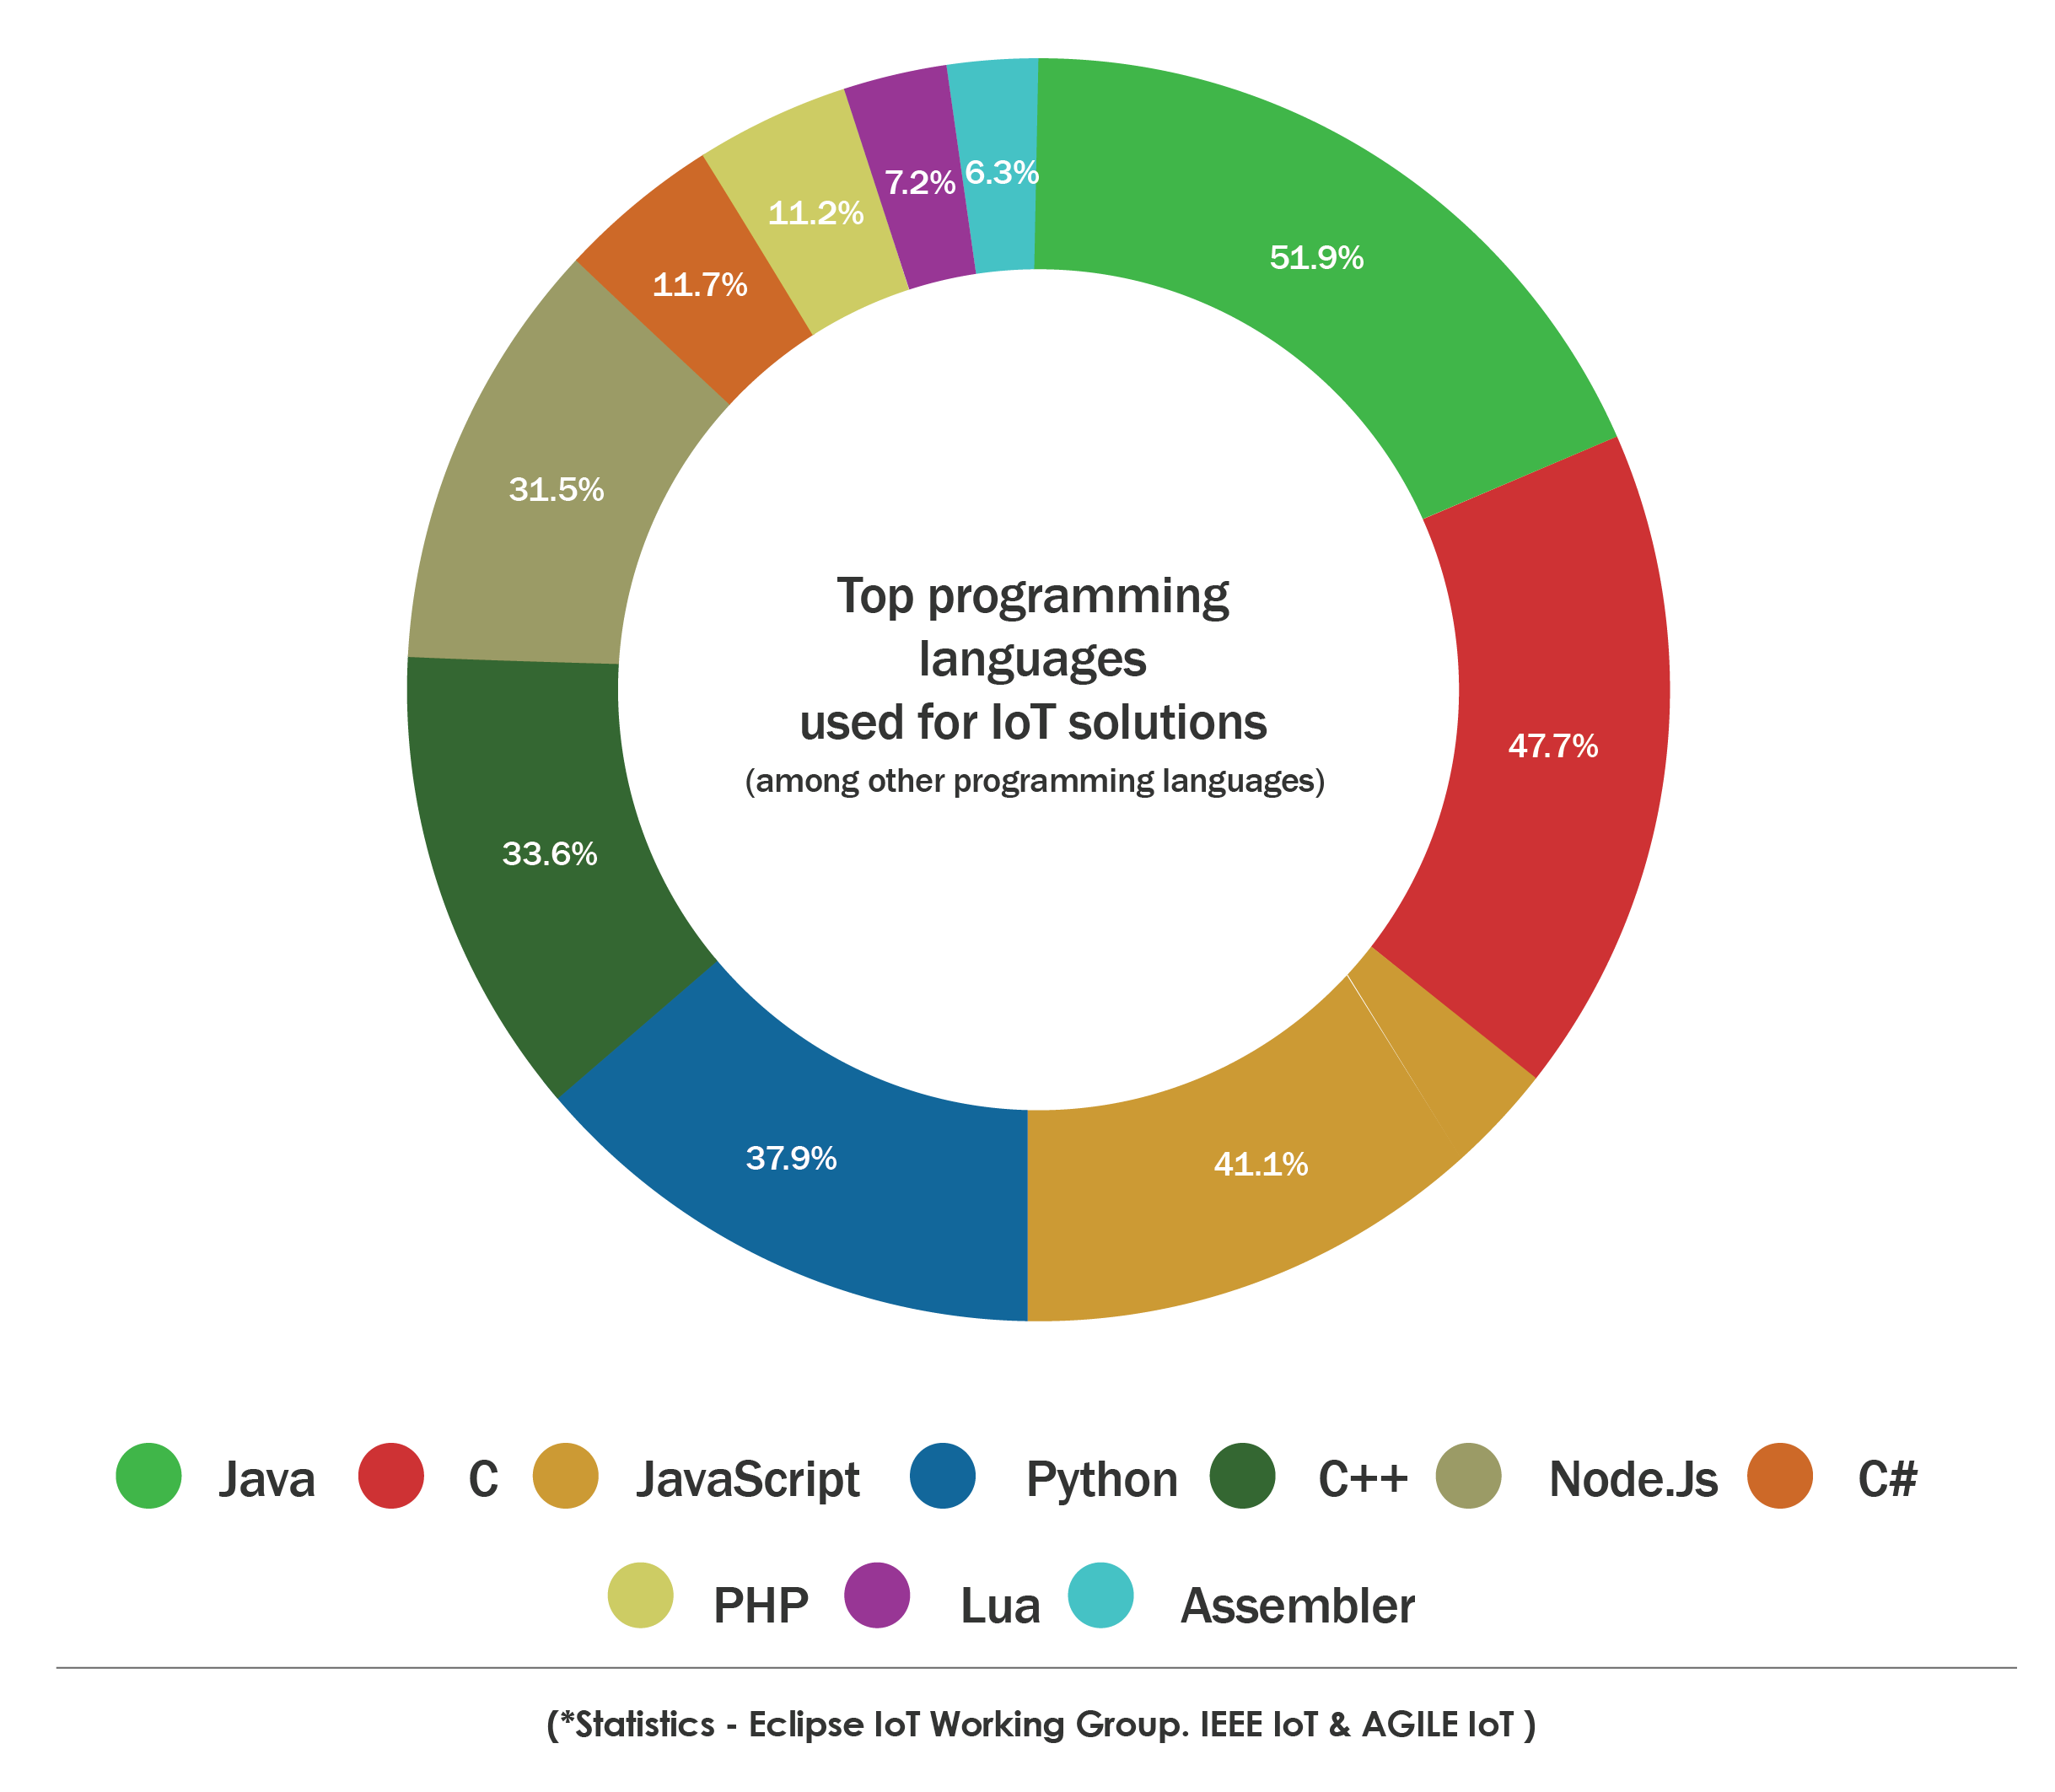 6.3%
7.2%
11.2%
51.9%
11.7%
31.5%
Top programming
languages
used for IoT solutions
(among other programming languages)
47.7%
33.6%
37.9%
41.1%
Java C JavaScript Python C++ Node.Js C#
PHP Lua Assembler
(*Statistics - Eclipse IoT Working Group. IEEE IoT & AGILE IoT )